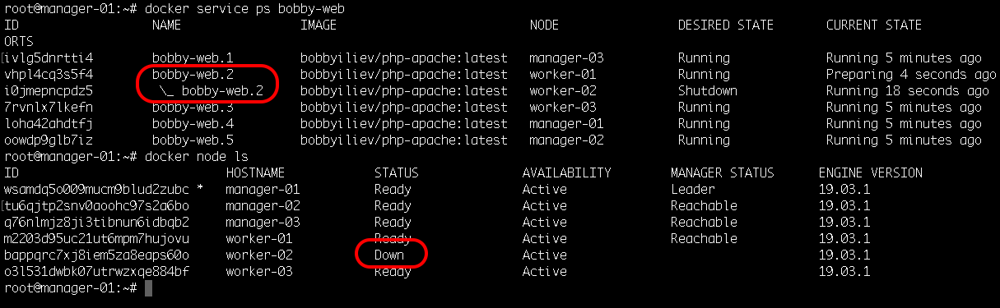 root@manager-01:~# docker service ps bobby-web
ID NAME IMAGE NODE DESIRED STATE CURRENT STATE
ORTS
ivlg5dnrtti4 bobby-web.1 bobbyiliev/php-apache:latest manager-03 Running Running 5 minutes ago
vhpl4cq3s5f4 bobby-web.2 bobbyiliev/php-apache:latest worker-01 Running Preparing 4 seconds ago
i0jmepncpdz5 \_ bobby-web.2 bobbyiliev/php-apache:latest worker-02 Shutdown Running 18 seconds ago
7rvnlx7lkefn bobby-web.3 bobbyiliev/php-apache:latest worker-03 Running Running 5 minutes ago
loha42ahdtfj bobby-web.4 bobbyiliev/php-apache:latest manager-01 Running Running 5 minutes ago
oowdp9glb7iz bobby-web.5 bobbyiliev/php-apache:latest manager-02 Running Running 5 minutes ago
root@manager-01:~# docker node ls
ID HOSTNAME STATUS AVAILABILITY MANAGER STATUS ENGINE VERSION
wsamdq5o009mucm9blud2zubc * manager-01 Ready Active Leader 19.03.1
tu6qjtp2snv0aoohc97s2a6bo manager-02 Ready Active Reachable 19.03.1
q76nlmjz8ji3tibnun6idbqb2 manager-03 Ready Active Reachable 19.03.1
m2203d95uc21ut6mpm7hujovu worker-01 Ready Active Reachable 19.03.1
bappqrc7xj8iem5za8eaps60o worker-02 Down Active 19.03.1
o3l531dwbk07utrwzxqe884bf worker-03 Ready Active 19.03.1
root@manager-01:~#